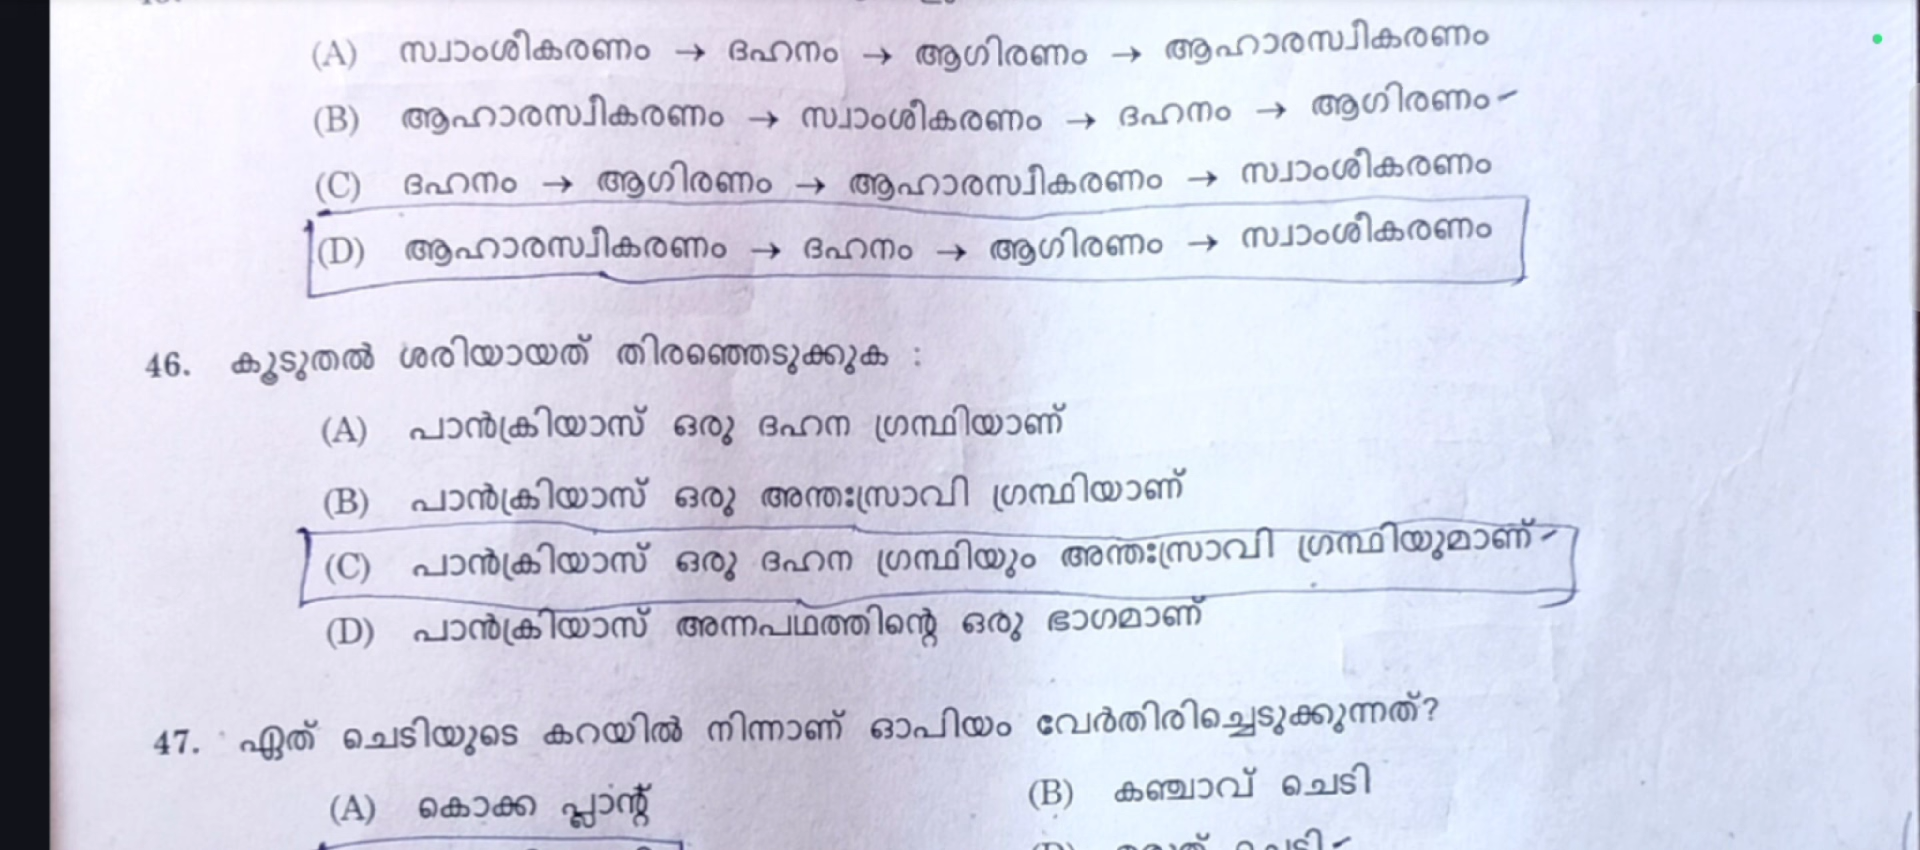 (A) സ്വാംശീകരണം → ദഹനം → ആഗിരണം → ആഹാരസ്വീകരണം
(B) ആഹാരസ്വീകരണം → സ്വാംശീകരണം → ദഹനം → ആഗിരണം
(C) ദഹനം → ആഗിരണം → ആഹാരസ്വീകരണം → സ്വാംശീകരണം
(D) ആഹാരസ്വീകരണം → ദഹനം → ആഗിരണം → സ്വാംശീകരണം
46. കൂടുതൽ ശരിയായത് തിരഞ്ഞെടുക്കുക :
(A) പാൻക്രിയാസ് ഒരു ദഹന ഗ്രന്ഥിയാണ്
(B) പാൻക്രിയാസ് ഒരു അന്തഃസ്രാവി ഗ്രന്ഥിയാണ്
(C) പാൻക്രിയാസ് ഒരു ദഹന ഗ്രന്ഥിയും അന്തഃസ്രാവി ഗ്രന്ഥിയുമാണ്
(D) പാൻക്രിയാസ് അന്നപഥത്തിന്റെ ഒരു ഭാഗമാണ്
47. ഏത് ചെടിയുടെ കറയിൽ നിന്നാണ് ഓപിയം വേർതിരിച്ചെടുക്കുന്നത്?
(A) കൊക്ക പ്ലാന്റ് (B) കഞ്ചാവ് ചെടി